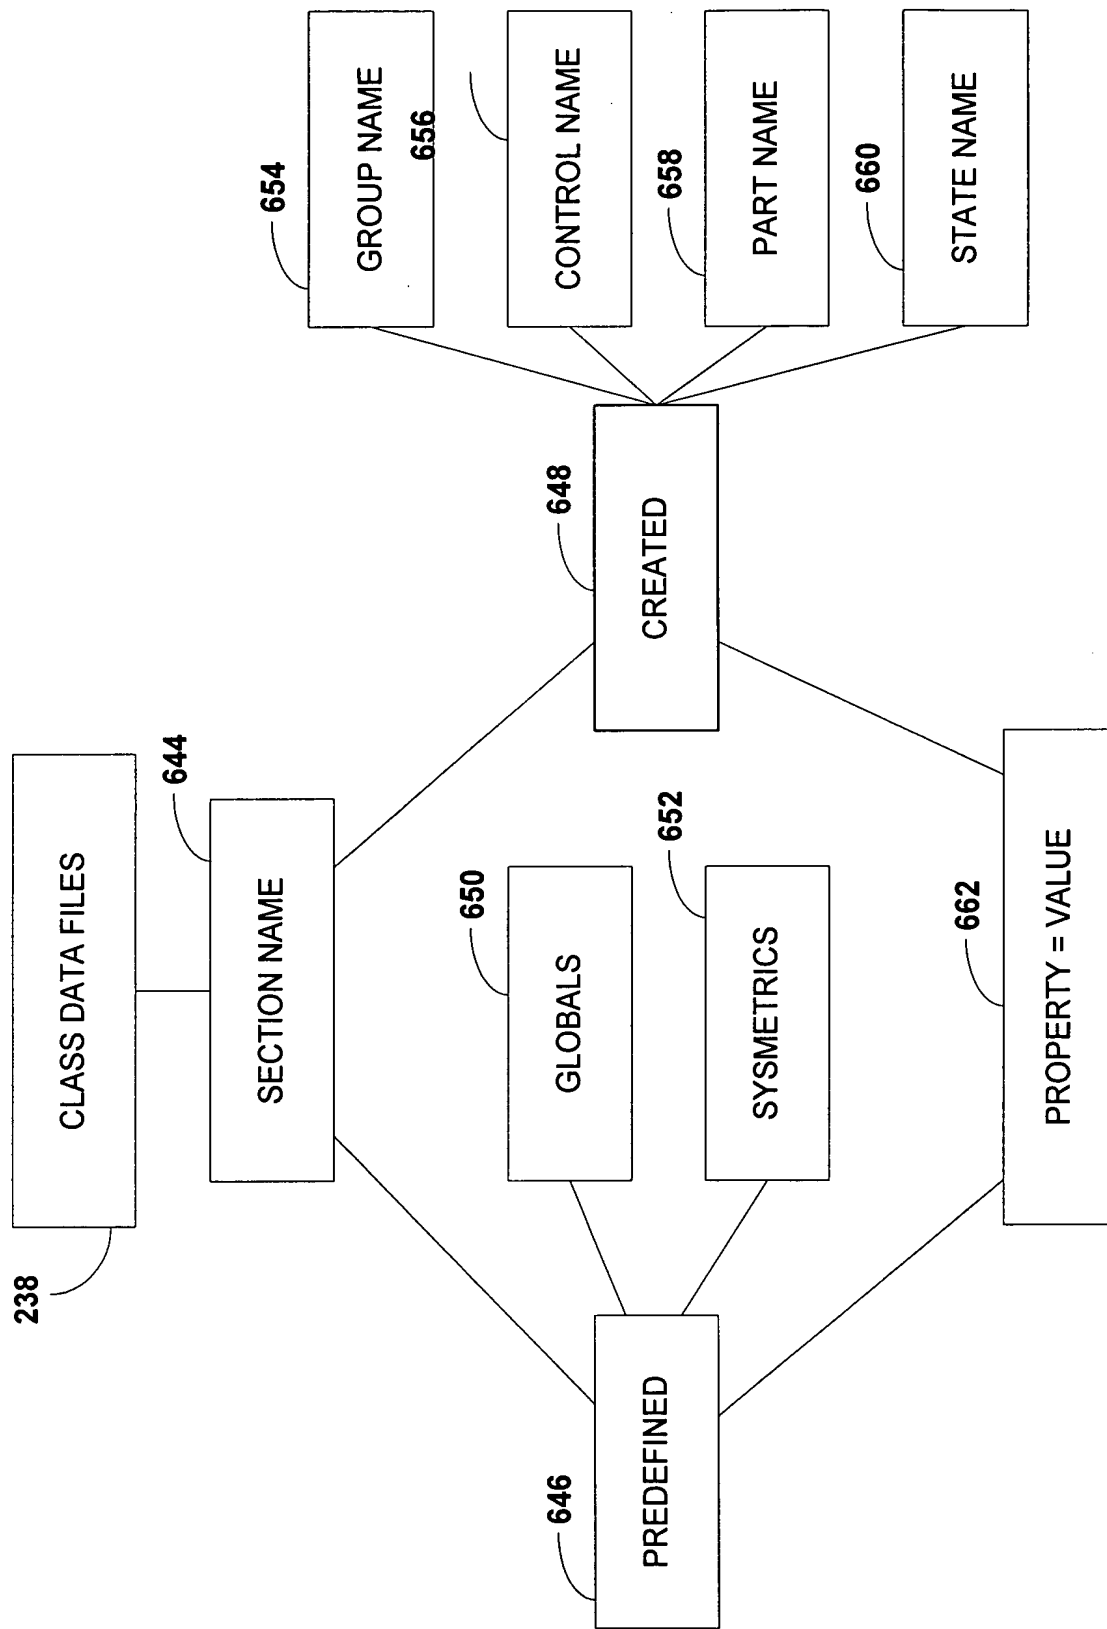 CLASS DATA FILES
238
644
SECTION NAME
646
PREDEFINED
650
GLOBALS
652
SYSMETRICS
648
CREATED
654
GROUP NAME
656
CONTROL NAME
658
PART NAME
660
STATE NAME
662
PROPERTY = VALUE